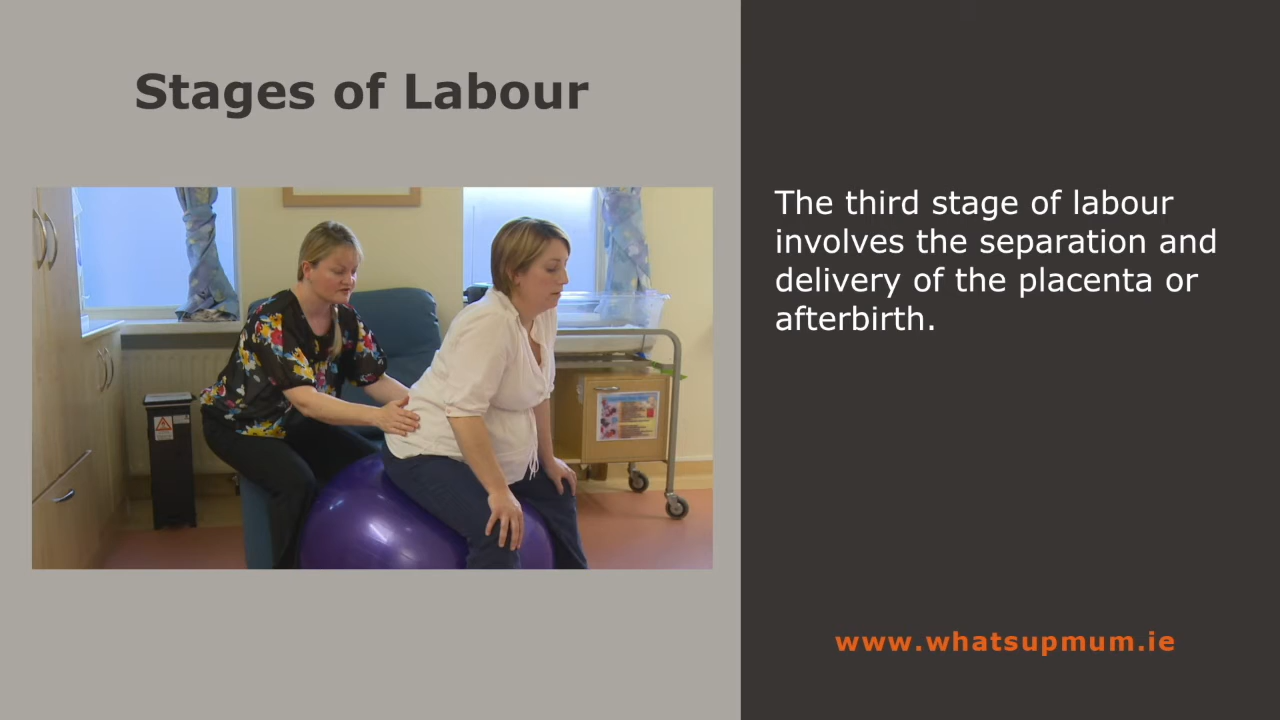 Stages of Labour
The third stage of labour
involves the separation and
delivery of the placenta or
afterbirth.
www.whatsupmum.ie